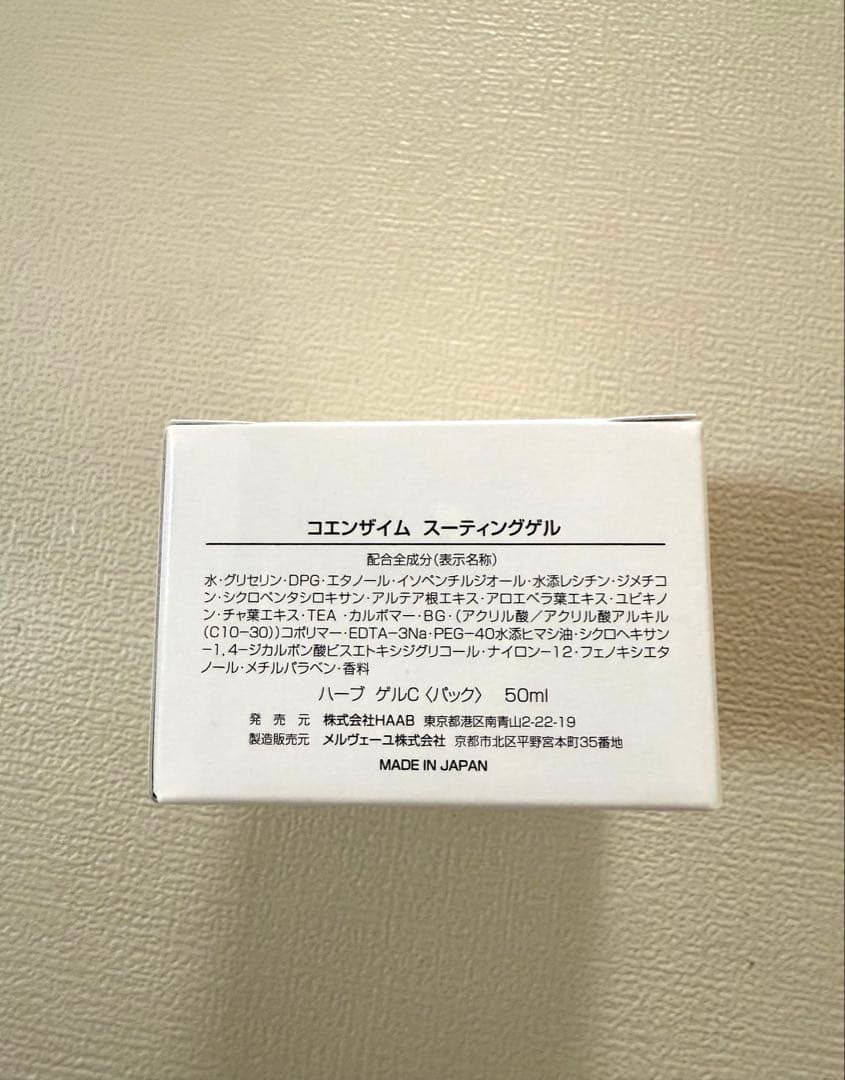 コエンザイム スーティングゲル
配合全成分(表示名称)
水・グリセリン・DPG・エタノール・イソペンチルジオール・水添レシチン・ジメチコ
ン・シクロペンタシロキサン・アルテア根エキス・アロエベラ葉エキス・ユビキノ
ン・チャ葉エキス・TEA・カルボマー・BG・(アクリル酸/アクリル酸アルキル
(C10-30))コポリマー・EDTA-3Na・PEG-40水添ヒマシ油・シクロヘキサン
-1,4-ジカルボン酸ビスエトキシジグリコール・ナイロン-12・フェノキシエタ
ノール・メチルパラベン・香料
ハーブ ゲルC〈パック〉 50ml
発 売 元 株式会社HAAB 東京都港区南青山2-22-19
製造販売元 メルヴェーユ株式会社 京都市北区平野宮本町35番地
MADE IN JAPAN